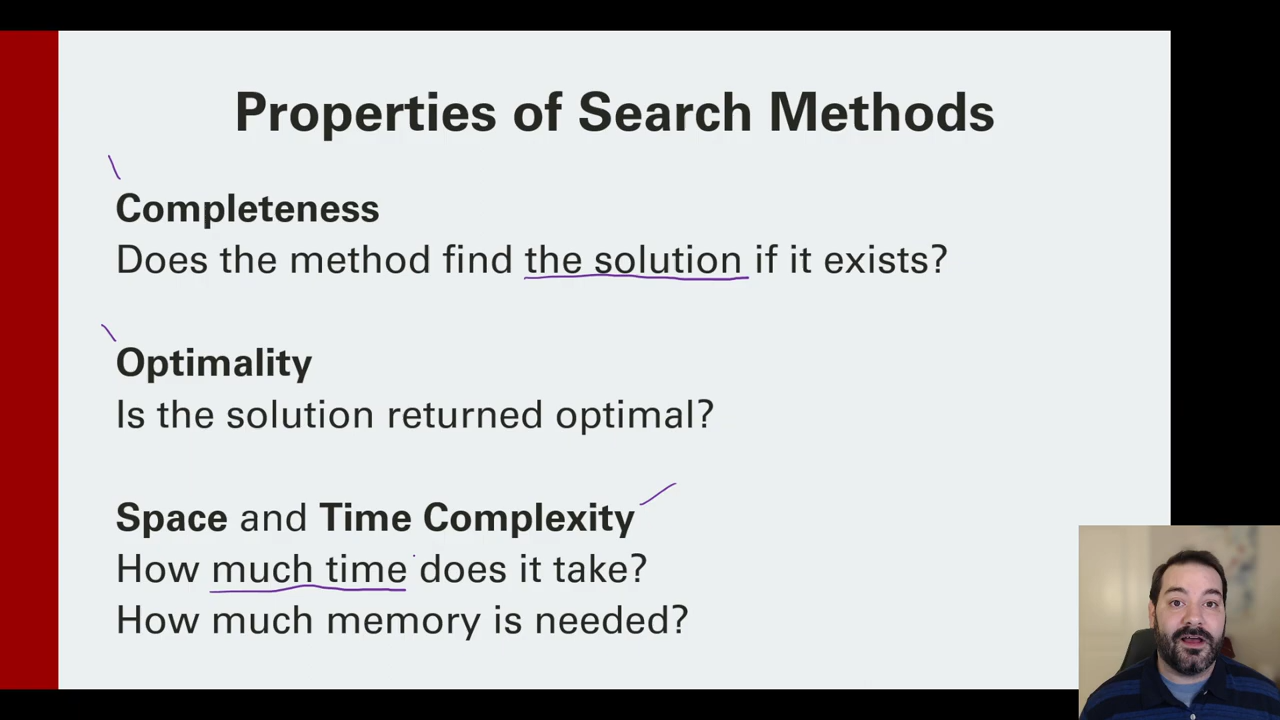 Properties of Search Methods
Completeness
Does the method find the solution if it exists?
Optimality
Is the solution returned optimal?
Space and Time Complexity
How much time does it take?
How much memory is needed?